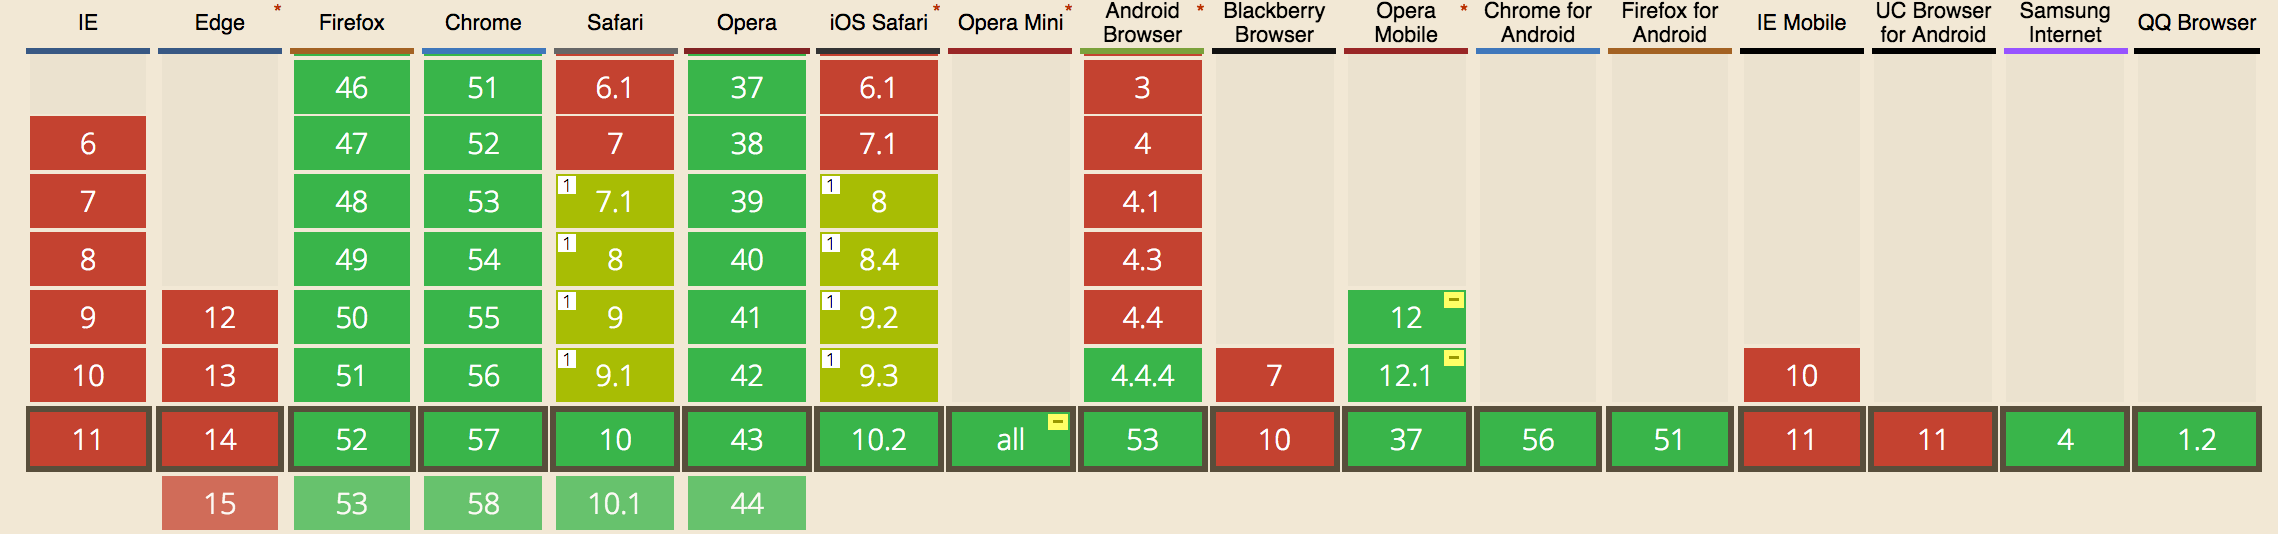 IE Edge * Firefox Chrome Safari Opera iOS Safari * Opera Mini * Android Browser * Blackberry Browser Opera Mobile * Chrome for Android Firefox for Android IE Mobile UC Browser for Android Samsung Internet QQ Browser
46 51 6.1 37 6.1 3
6 47 52 7 38 7.1 4
7 48 53 1 7.1 39 1 8 4.1
8 49 54 1 8 40 1 8.4 4.3
9 12 50 55 1 9 41 1 9.2 4.4 12 -
10 13 51 56 1 9.1 42 1 9.3 4.4.4 7 12.1 - 10
11 14 52 57 10 43 10.2 all - 53 10 37 56 51 11 11 4 1.2
15 53 58 10.1 44